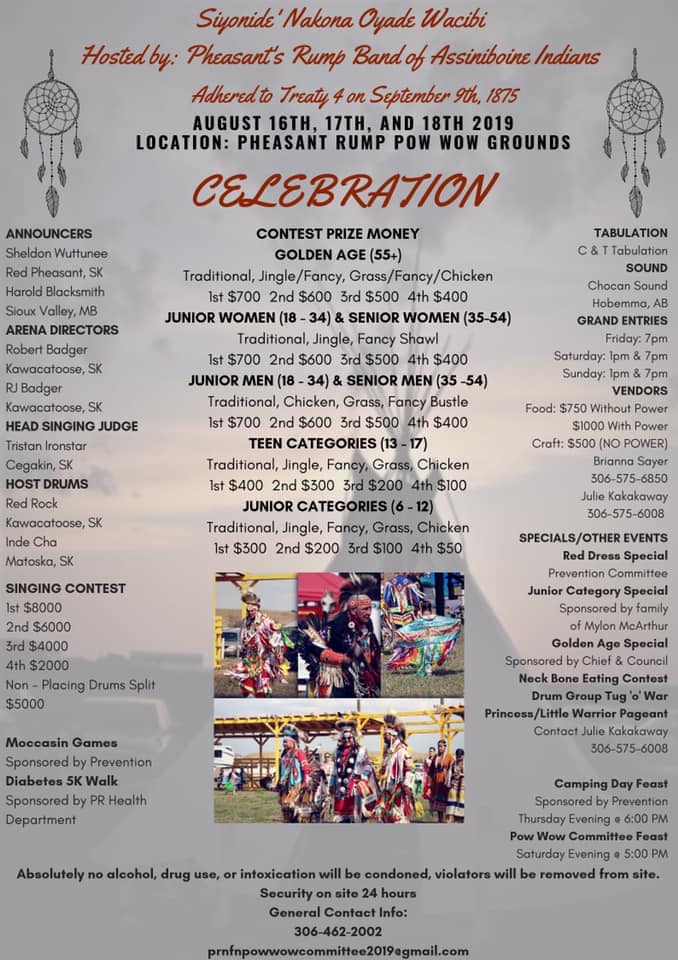 Siyonide' Nakona Oyade Wacibi
Hosted by: Pheasant's Rump Band of Assiniboine Indians
Adhered to Treaty 4 on September 9th, 1875
AUGUST 16TH, 17TH, AND 18TH 2019
LOCATION: PHEASANT RUMP POW WOW GROUNDS
CELEBRATION
ANNOUNCERS
Sheldon Wuttunee
Red Pheasant, SK
Harold Blacksmith
Sioux Valley, MB
ARENA DIRECTORS
Robert Badger
Kawacatoose, SK
RJ Badger
Kawacatoose, SK
HEAD SINGING JUDGE
Tristan Ironstar
Cegakin, SK
HOST DRUMS
Red Rock
Kawacatoose, SK
Inde Cha
Matoska, SK
SINGING CONTEST
1st $8000
2nd $6000
3rd $4000
4th $2000
Non - Placing Drums Split
$5000
Moccasin Games
Sponsored by Prevention
Diabetes 5K Walk
Sponsored by PR Health
Department
CONTEST PRIZE MONEY
GOLDEN AGE (55+)
Traditional, Jingle/Fancy, Grass/Fancy/Chicken
1st $700 2nd $600 3rd $500 4th $400
JUNIOR WOMEN (18 - 34) & SENIOR WOMEN (35-54)
Traditional, Jingle, Fancy Shawl
1st $700 2nd $600 3rd $500 4th $400
JUNIOR MEN (18 - 34) & SENIOR MEN (35 -54)
Traditional, Chicken, Grass, Fancy Bustle
1st $700 2nd $600 3rd $500 4th $400
TEEN CATEGORIES (13 - 17)
Traditional, Jingle, Fancy, Grass, Chicken
1st $400 2nd $300 3rd $200 4th $100
JUNIOR CATEGORIES (6 - 12)
Traditional, Jingle, Fancy, Grass, Chicken
1st $300 2nd $200 3rd $100 4th $50
TABULATION
C & T Tabulation
SOUND
Chocan Sound
Hobemma, AB
GRAND ENTRIES
Friday: 7pm
Saturday: 1pm & 7pm
Sunday: 1pm & 7pm
VENDORS
Food: $750 Without Power
$1000 With Power
Craft: $500 (NO POWER)
Brianna Sayer
306-575-6850
Julie Kakakaway
306-575-6008
SPECIALS/OTHER EVENTS
Red Dress Special
Prevention Committee
Junior Category Special
Sponsored by family
of Mylon McArthur
Golden Age Special
Sponsored by Chief & Council
Neck Bone Eating Contest
Drum Group Tug 'o' War
Princess/Little Warrior Pageant
Contact Julie Kakakaway
306-575-6008
Camping Day Feast
Sponsored by Prevention
Thursday Evening @ 6:00 PM
Pow Wow Committee Feast
Saturday Evening @ 5:00 PM
Absolutely no alcohol, drug use, or intoxication will be condoned, violators will be removed from site.
Security on site 24 hours
General Contact Info:
306-462-2002
prnfnpowwowcommittee2019@gmail.com